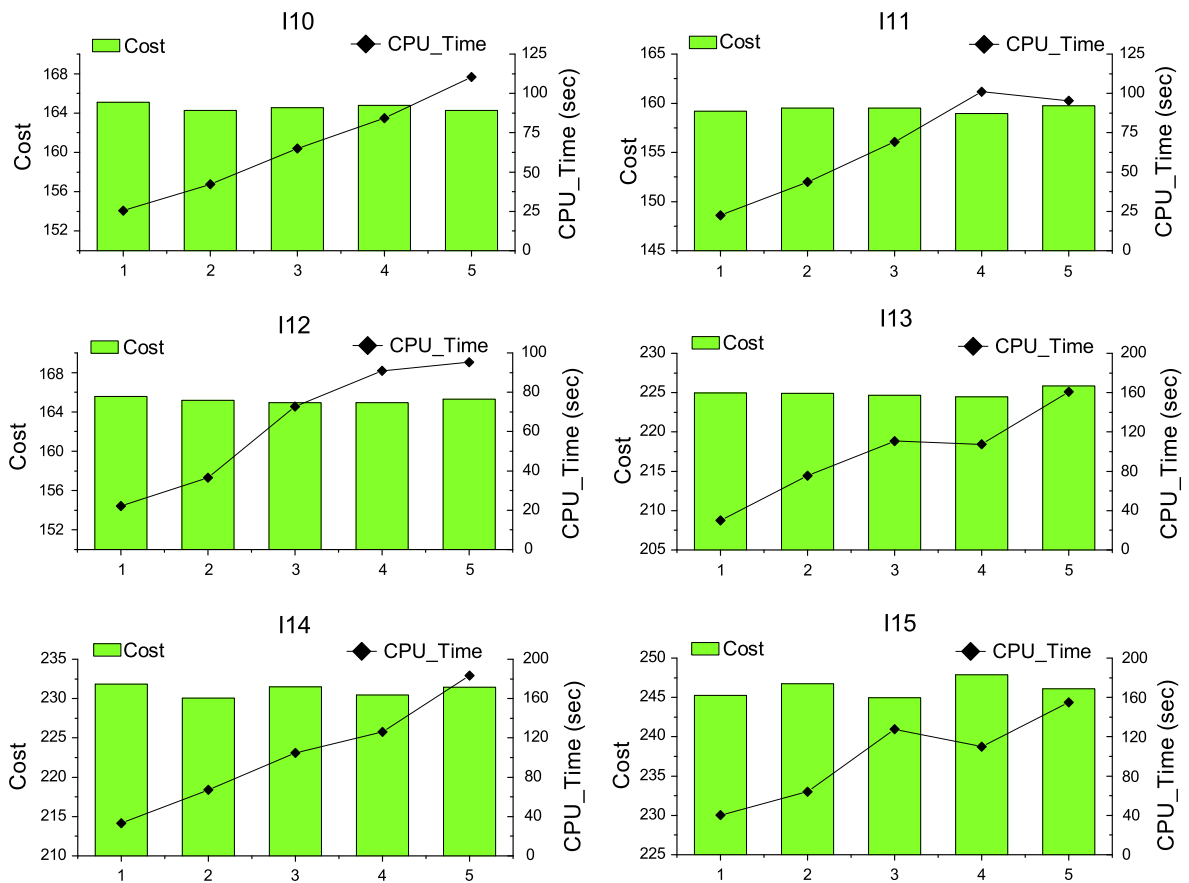 I10
Cost
CPU_Time
168
164
160
156
152
Cost
125
100
75
50
25
0
CPU_Time (sec)
1 2 3 4 5
I11
Cost
CPU_Time
165
160
155
150
145
Cost
125
100
75
50
25
0
CPU_Time (sec)
1 2 3 4 5
I12
Cost
CPU_Time
168
164
160
156
152
Cost
100
80
60
40
20
0
CPU_Time (sec)
1 2 3 4 5
I13
Cost
CPU_Time
230
225
220
215
210
205
Cost
200
160
120
80
40
0
CPU_Time (sec)
1 2 3 4 5
I14
Cost
CPU_Time
235
230
225
220
215
210
Cost
200
160
120
80
40
0
CPU_Time (sec)
1 2 3 4 5
I15
Cost
CPU_Time
250
245
240
235
230
225
Cost
200
160
120
80
40
0
CPU_Time (sec)
1 2 3 4 5